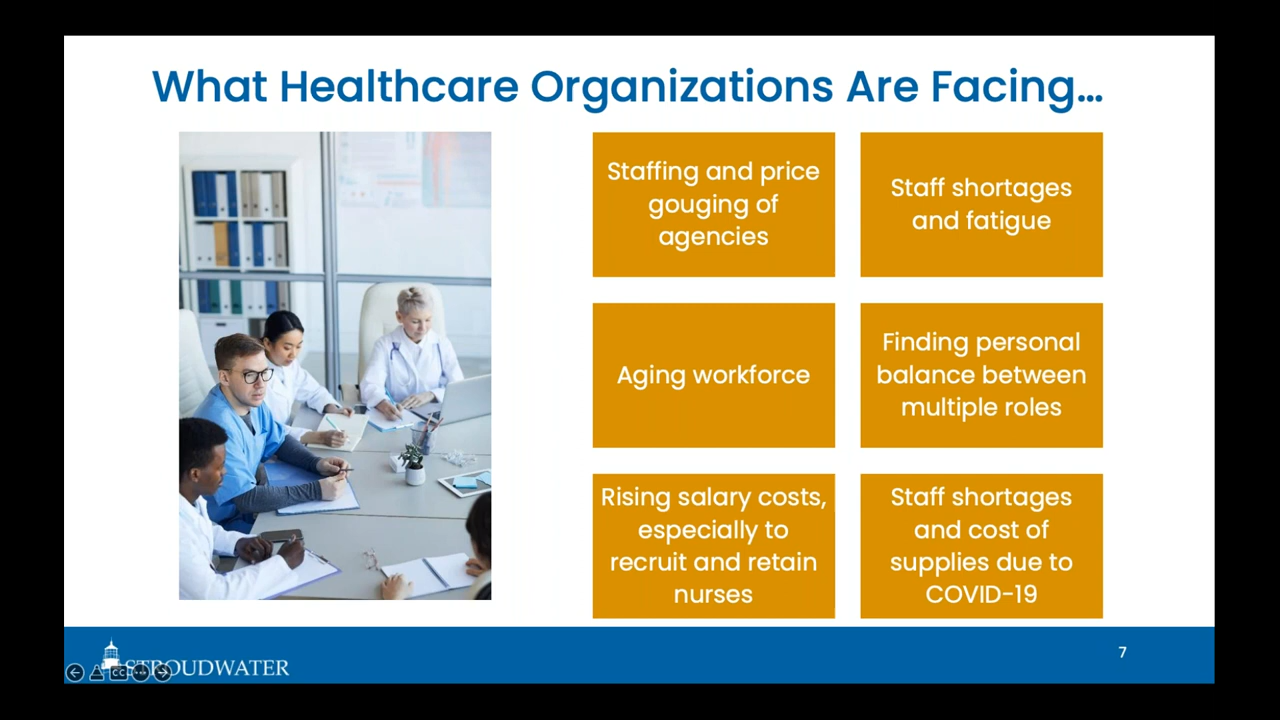 What Healthcare Organizations Are Facing...
Staffing and price
gouging of
agencies
Staff shortages
and fatigue
Aging workforce
Finding personal
balance between
multiple roles
Rising salary costs,
especially to
recruit and retain
nurses
Staff shortages
and cost of
supplies due to
COVID-19
STROUDWATER
CC
7